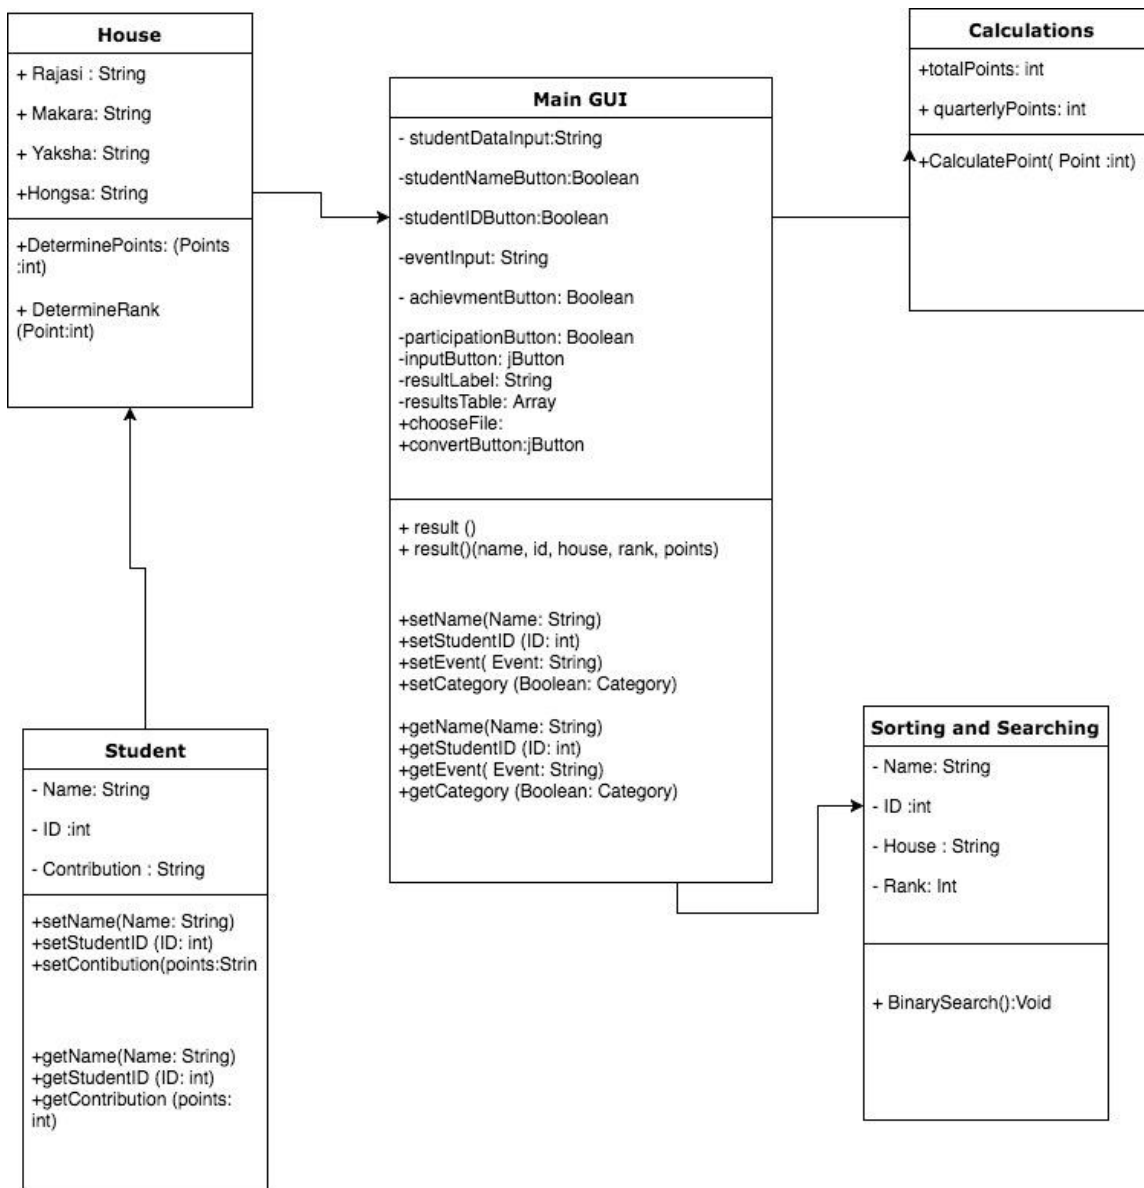 House
+ Rajasi : String
+ Makara: String
+ Yaksha: String
+Hongsa: String
+DeterminePoints: (Points
:int)
+ DetermineRank
(Point:int)
Main GUI
- studentDataInput:String
-studentNameButton:Boolean
-studentIDButton:Boolean
-eventInput: String
- achievmentButton: Boolean
-participationButton: Boolean
-inputButton: jButton
-resultLabel: String
-resultsTable: Array
+chooseFile:
+convertButton:jButton
+ result ()
+ result()(name, id, house, rank, points)
+setName(Name: String)
+setStudentID (ID: int)
+setEvent( Event: String)
+setCategory (Boolean: Category)
+getName(Name: String)
+getStudentID (ID: int)
+getEvent( Event: String)
+getCategory (Boolean: Category)
Calculations
+totalPoints: int
+ quarterlyPoints: int
+CalculatePoint( Point :int)
Student
- Name: String
- ID :int
- Contribution : String
+setName(Name: String)
+setStudentID (ID: int)
+setContibution(points:Strin
+getName(Name: String)
+getStudentID (ID: int)
+getContribution (points:
int)
Sorting and Searching
- Name: String
- ID :int
- House : String
- Rank: Int
+ BinarySearch():Void